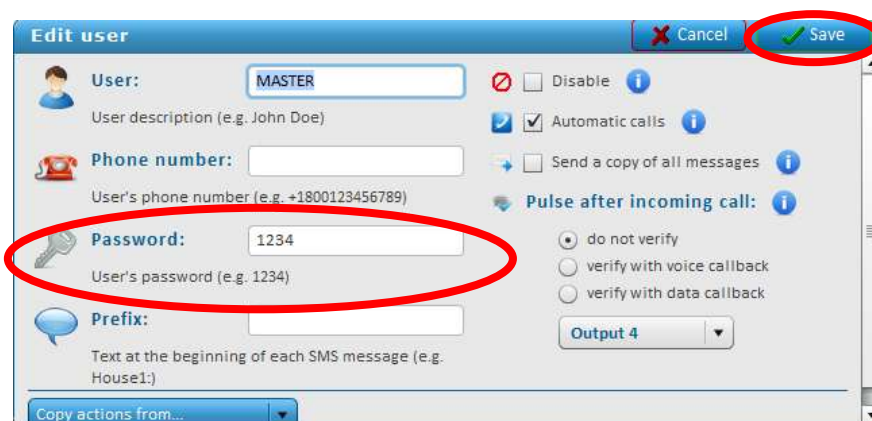 Edit user
Cancel
Save
User:
MASTER
User description (e.g. John Doe)
Phone number:
User's phone number (e.g. +1800123456789)
Password:
1234
User's password (e.g. 1234)
Prefix:
Text at the beginning of each SMS message (e.g.
House1:)
Copy actions from...
Disable
Automatic calls
Send a copy of all messages
Pulse after incoming call:
do not verify
verify with voice callback
verify with data callback
Output 4